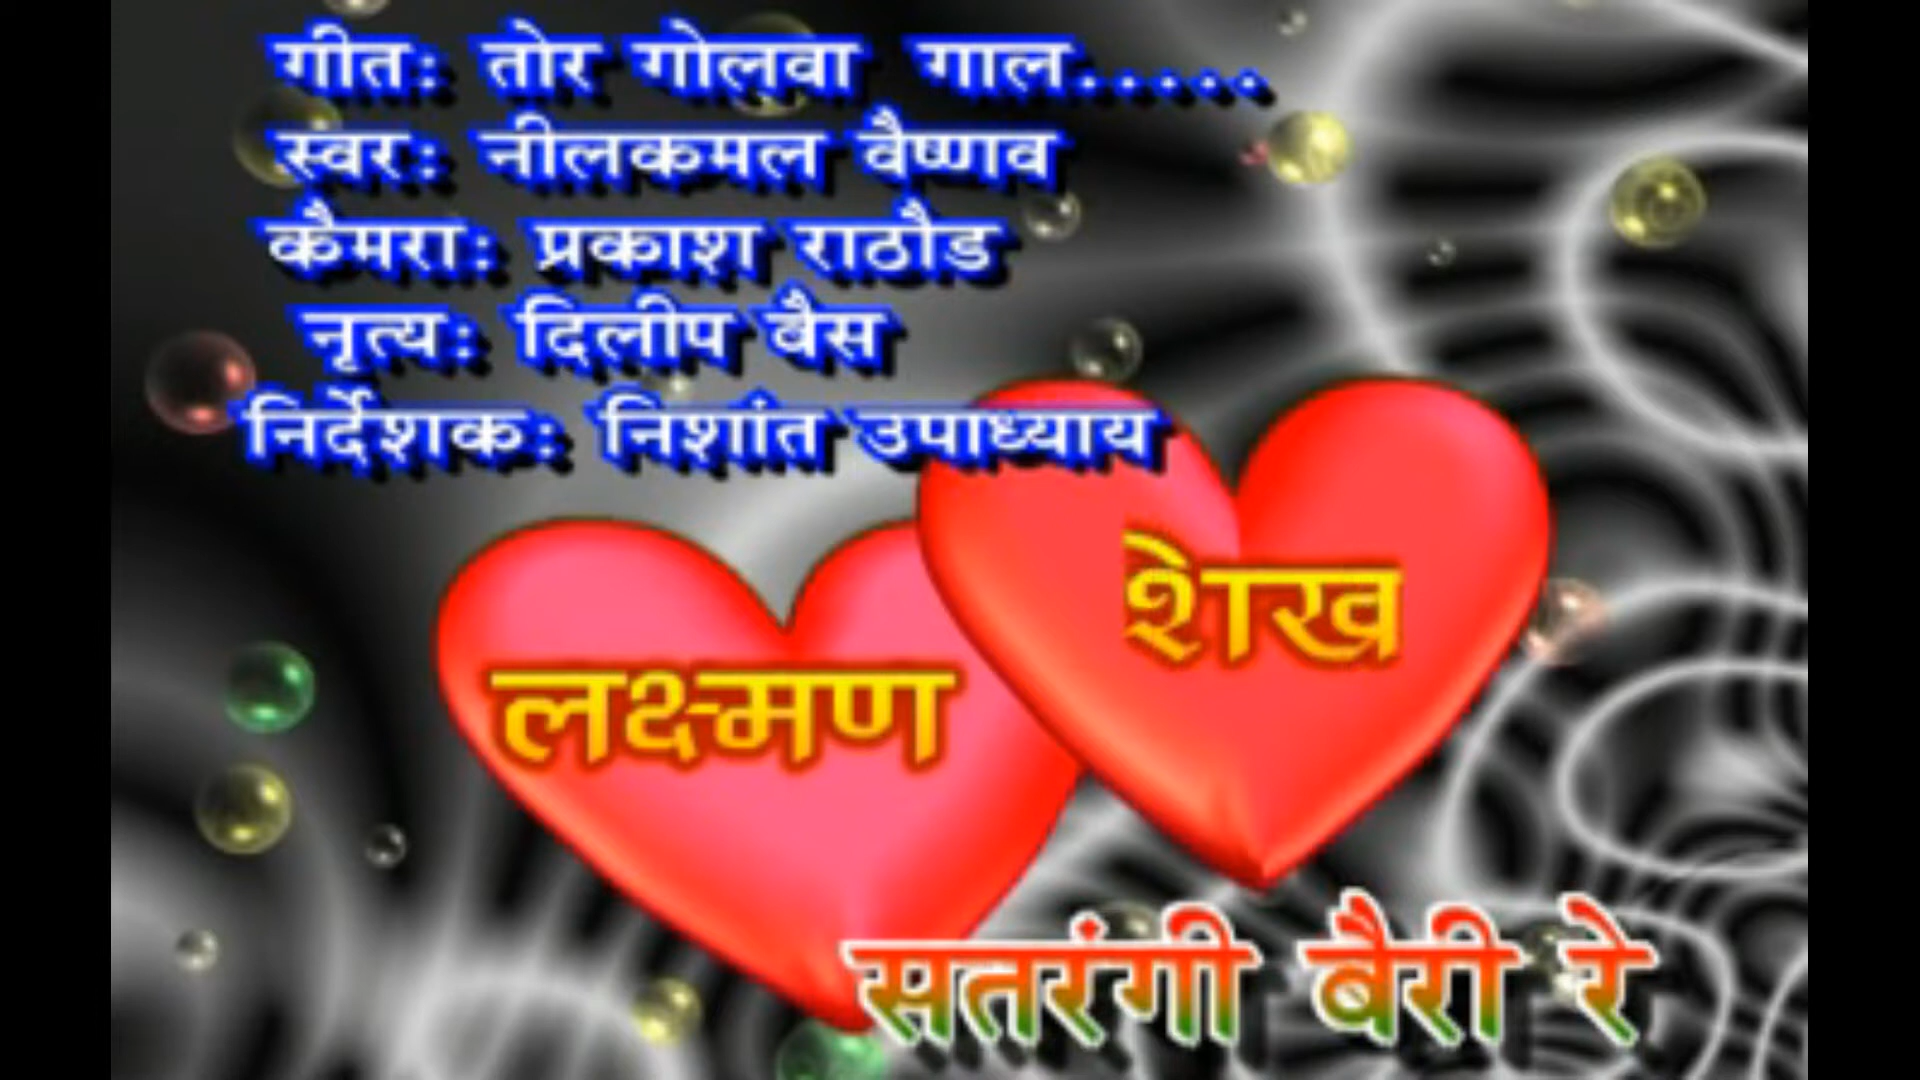 गीतः तोर गोलवा गाल.....
स्वरः नीलकमल वैष्णव
कैमराः प्रकाश राठौड
नृत्यः दिलीप बैस
निर्देशकः निशांत उपाध्याय
शेख
लक्ष्मण
सतरंगी बैरी रे